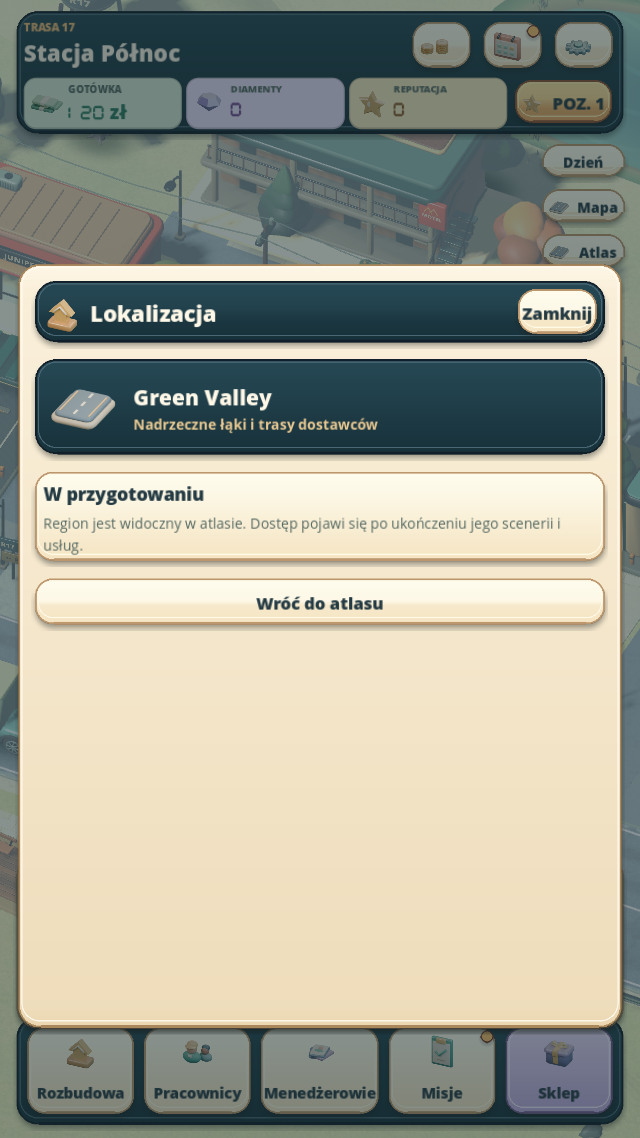 TRASA 17
Stacja Północ
GOTÓWKA
120 zł
DIAMENTY
0
REPUTACJA
0
POZ. 1
Dzień
Mapa
Atlas
Lokalizacja
Zamknij
Green Valley
Nadrzeczne łąki i trasy dostawców
W przygotowaniu
Region jest widoczny w atlasie. Dostęp pojawi się po ukończeniu jego scenerii i
usług.
Wróć do atlasu
Rozbudowa
Pracownicy
Menedżerowie
Misje
Sklep